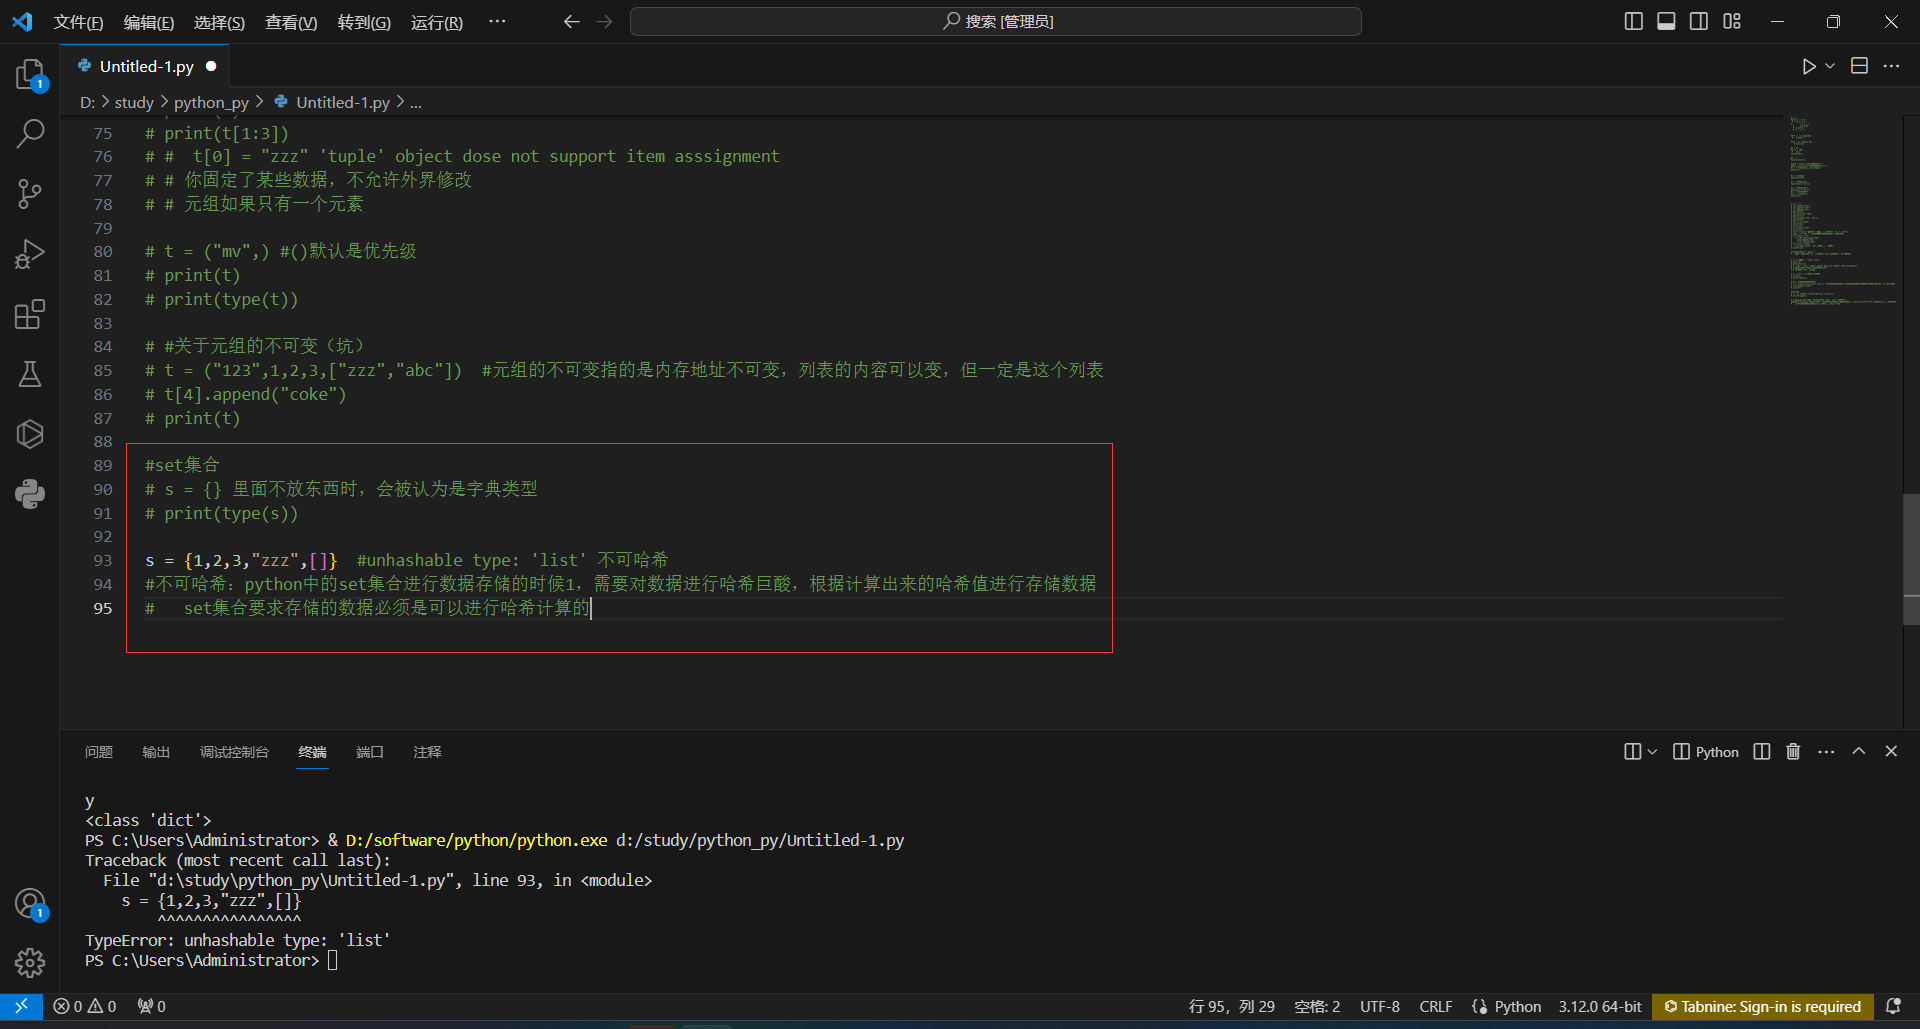 文件(F) 编辑(E) 选择(S) 查看(V) 转到(G) 运行(R) ··· 搜索 [管理员]
Untitled-1.py
D: > study > python_py > Untitled-1.py > ...
75 # print(t[1:3])
76 # #  t[0] = "zzz" 'tuple' object dose not support item asssignment
77 # # 你固定了某些数据，不允许外界修改
78 # # 元组如果只有一个元素
79
80 # t = ("mv",) #()默认是优先级
81 # print(t)
82 # print(type(t))
83
84 # #关于元组的不可变（坑）
85 # t = ("123",1,2,3,["zzz","abc"])  #元组的不可变指的是内存地址不可变，列表的内容可以变，但一定是这个列表
86 # t[4].append("coke")
87 # print(t)
88
89 #set集合
90 # s = {} 里面不放东西时，会被认为是字典类型
91 # print(type(s))
92
93 s = {1,2,3,"zzz",[]}  #unhashable type: 'list' 不可哈希
94 #不可哈希：python中的set集合进行数据存储的时候1，需要对数据进行哈希巨酸，根据计算出来的哈希值进行存储数据
95 #   set集合要求存储的数据必须是可以进行哈希计算的
问题 输出 调试控制台 终端 端口 注释 Python
y
<class 'dict'>
PS C:\Users\Administrator> & D:/software/python/python.exe d:/study/python_py/Untitled-1.py
Traceback (most recent call last):
  File "d:\study\python_py\Untitled-1.py", line 93, in <module>
    s = {1,2,3,"zzz",[]}
        ^^^^^^^^^^^^^^^^
TypeError: unhashable type: 'list'
PS C:\Users\Administrator>
0 0 0 行 95，列 29 空格: 2 UTF-8 CRLF Python 3.12.0 64-bit Tabnine: Sign-in is required
1
1